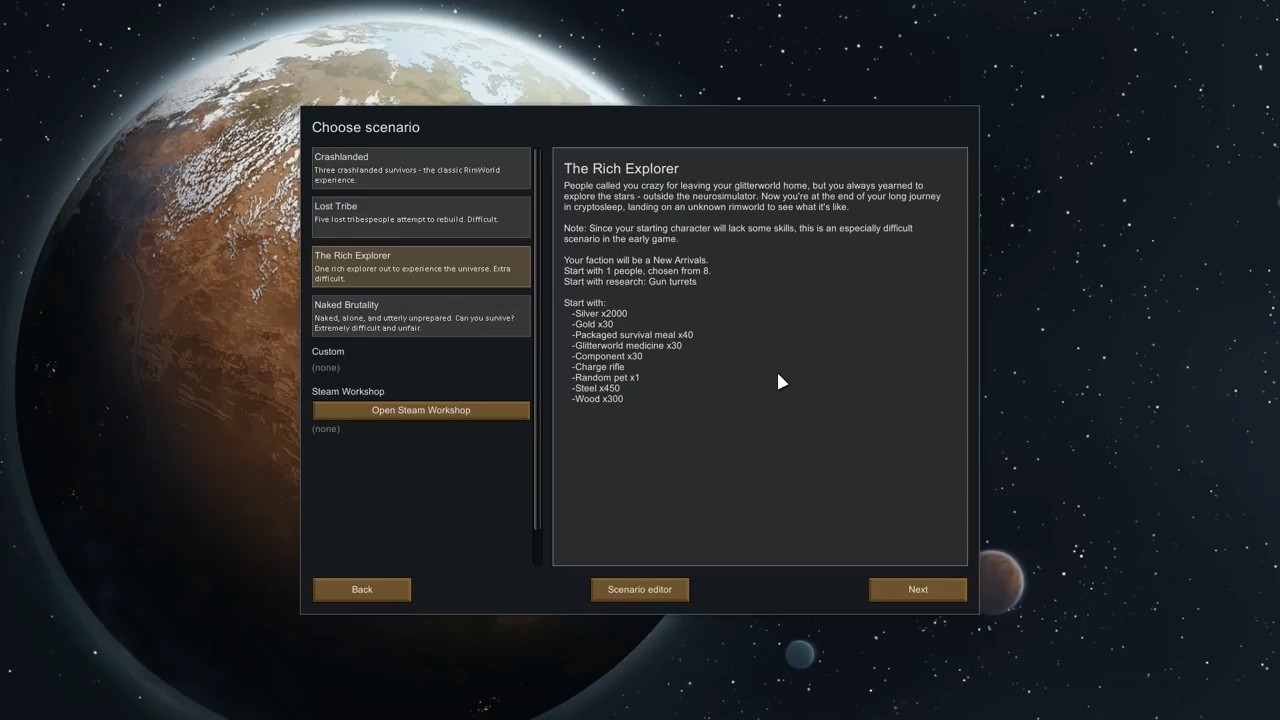 Choose scenario
Crashlanded
Three crashlanded survivors - the classic RimWorld
experience.
Lost Tribe
Five lost tribespeople attempt to rebuild. Difficult.
The Rich Explorer
One rich explorer out to experience the universe. Extra
difficult.
Naked Brutality
Naked, alone, and utterly unprepared. Can you survive?
Extremely difficult and unfair.
Custom
(none)
Steam Workshop
Open Steam Workshop
(none)
The Rich Explorer
People called you crazy for leaving your glitterworld home, but you always yearned to
explore the stars - outside the neurosimulator. Now you're at the end of your long journey
in cryptosleep, landing on an unknown rimworld to see what it's like.
Note: Since your starting character will lack some skills, this is an especially difficult
scenario in the early game.
Your faction will be a New Arrivals.
Start with 1 people, chosen from 8.
Start with research: Gun turrets
Start with:
-Silver x2000
-Gold x30
-Packaged survival meal x40
-Glitterworld medicine x30
-Component x30
-Charge rifle
-Random pet x1
-Steel x450
-Wood x300
Back
Scenario editor
Next